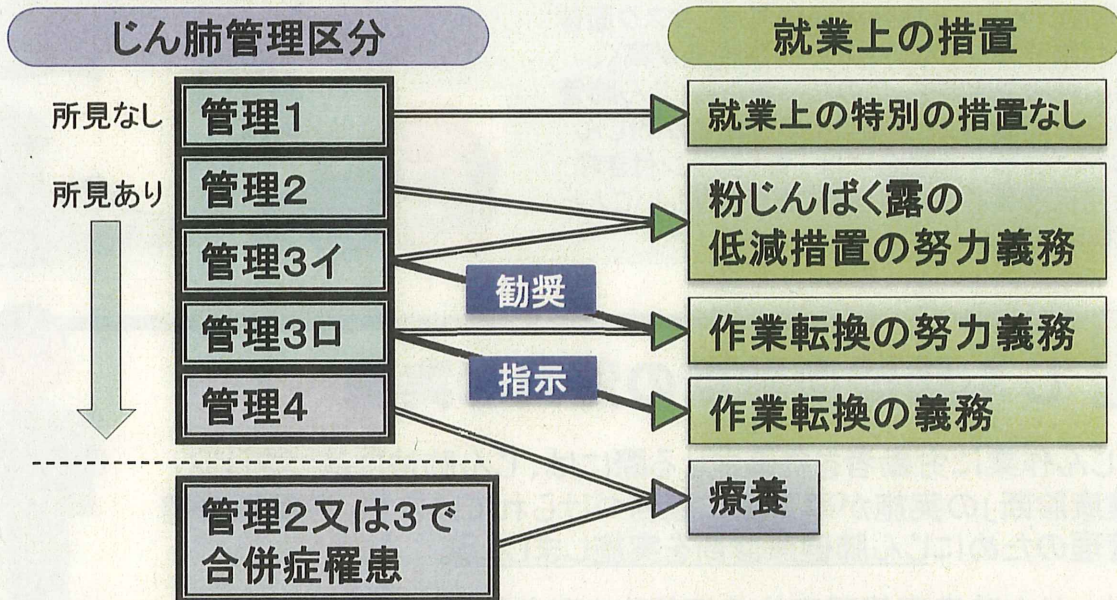 じん肺管理区分
就業上の措置
所見なし
管理1
就業上の特別の措置なし
所見あり
管理2
粉じんばく露の
低減措置の努力義務
管理3イ
勧奨
管理3ロ
作業転換の努力義務
指示
管理4
作業転換の義務
管理2又は3で
合併症罹患
療養